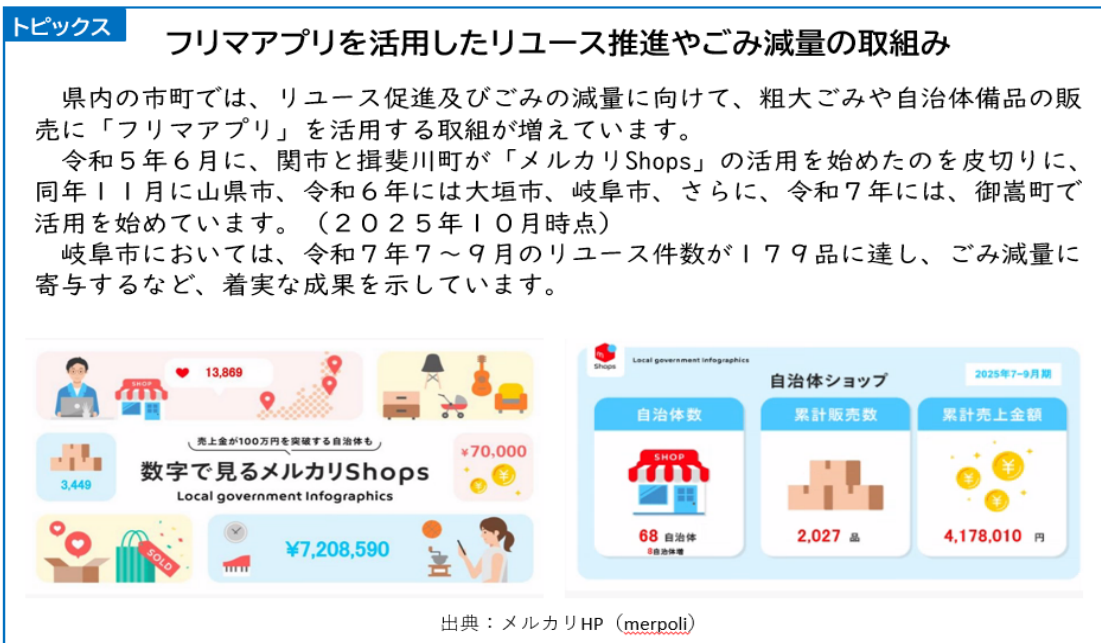 トピックス
フリマアプリを活用したリユース推進やごみ減量の取組み
県内の市町では、リユース促進及びごみの減量に向けて、粗大ごみや自治体備品の販
売に「フリマアプリ」を活用する取組が増えています。
令和５年６月に、関市と揖斐川町が「メルカリShops」の活用を始めたのを皮切りに、
同年１１月に山県市、令和６年には大垣市、岐阜市、さらに、令和７年には、御嵩町で
活用を始めています。（２０２５年１０月時点）
岐阜市においては、令和７年７～９月のリユース件数が１７９品に達し、ごみ減量に
寄与するなど、着実な成果を示しています。
SHOP
13,869
売上金が100万円を突破する自治体も
数字で見るメルカリShops
Local government Infographics
3,449
¥70,000
SOLD
¥7,208,590
Shops
Local government Infographics
自治体ショップ
2025年7-9月期
自治体数
SHOP
68 自治体
8自治体増
累計販売数
2,027 品
累計売上金額
4,178,010 円
出典：メルカリHP（merpoli）